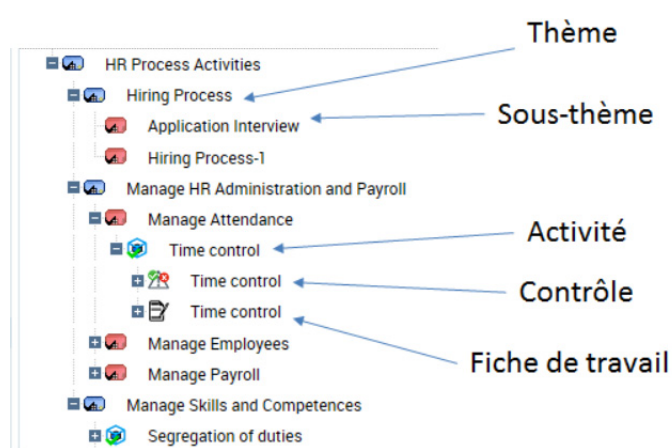 Thème
HR Process Activities
Hiring Process
Sous-thème
Application Interview
Hiring Process-1
Manage HR Administration and Payroll
Manage Attendance
Activité
Time control
Contrôle
Time control
Time control
Manage Employees
Fiche de travail
Manage Payroll
Manage Skills and Competences
Segregation of duties